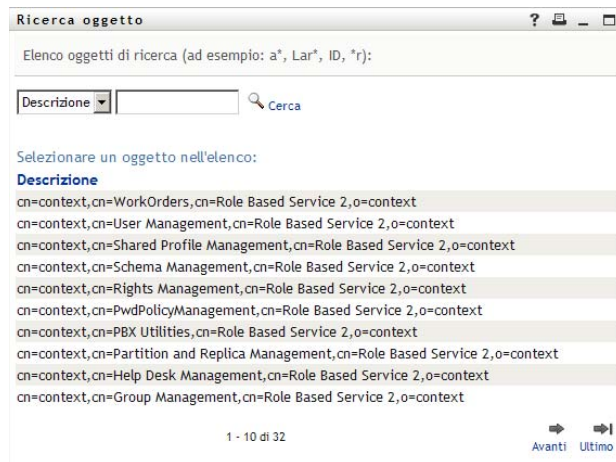 Ricerca oggetto
Elenco oggetti di ricerca (ad esempio: a*, Lar*, ID, *r):
Descrizione Cerca
Selezionare un oggetto nell'elenco:
Descrizione
cn=context,cn=WorkOrders,cn=Role Based Service 2,o=context
cn=context,cn=User Management,cn=Role Based Service 2,o=context
cn=context,cn=Shared Profile Management,cn=Role Based Service 2,o=context
cn=context,cn=Schema Management,cn=Role Based Service 2,o=context
cn=context,cn=Rights Management,cn=Role Based Service 2,o=context
cn=context,cn=PwdPolicyManagement,cn=Role Based Service 2,o=context
cn=context,cn=PBX Utilities,cn=Role Based Service 2,o=context
cn=context,cn=Partition and Replica Management,cn=Role Based Service 2,o=context
cn=context,cn=Help Desk Management,cn=Role Based Service 2,o=context
cn=context,cn=Group Management,cn=Role Based Service 2,o=context
1 - 10 di 32
Avanti Ultimo